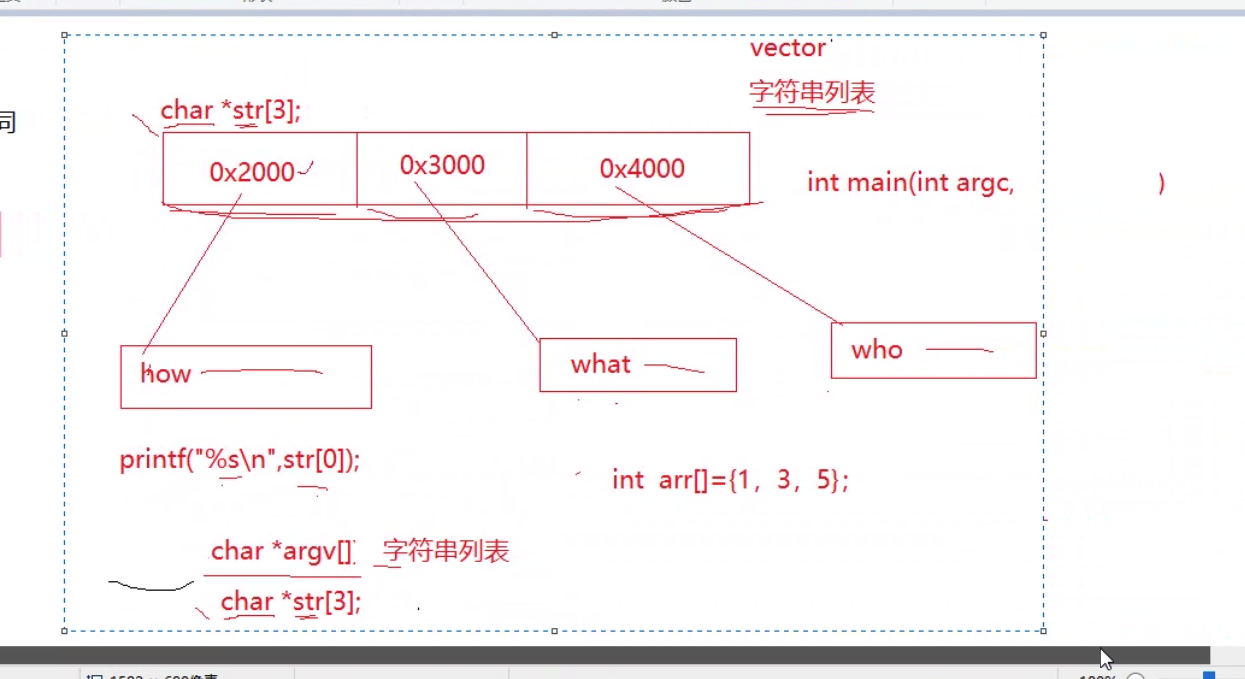 vector
字符串列表
同
char *str[3];
0x2000
0x3000
0x4000
int main(int argc, )
how
what
who
printf("%s\n",str[0]);
int arr[]={1，3，5};
char *argv[] 字符串列表
char *str[3];